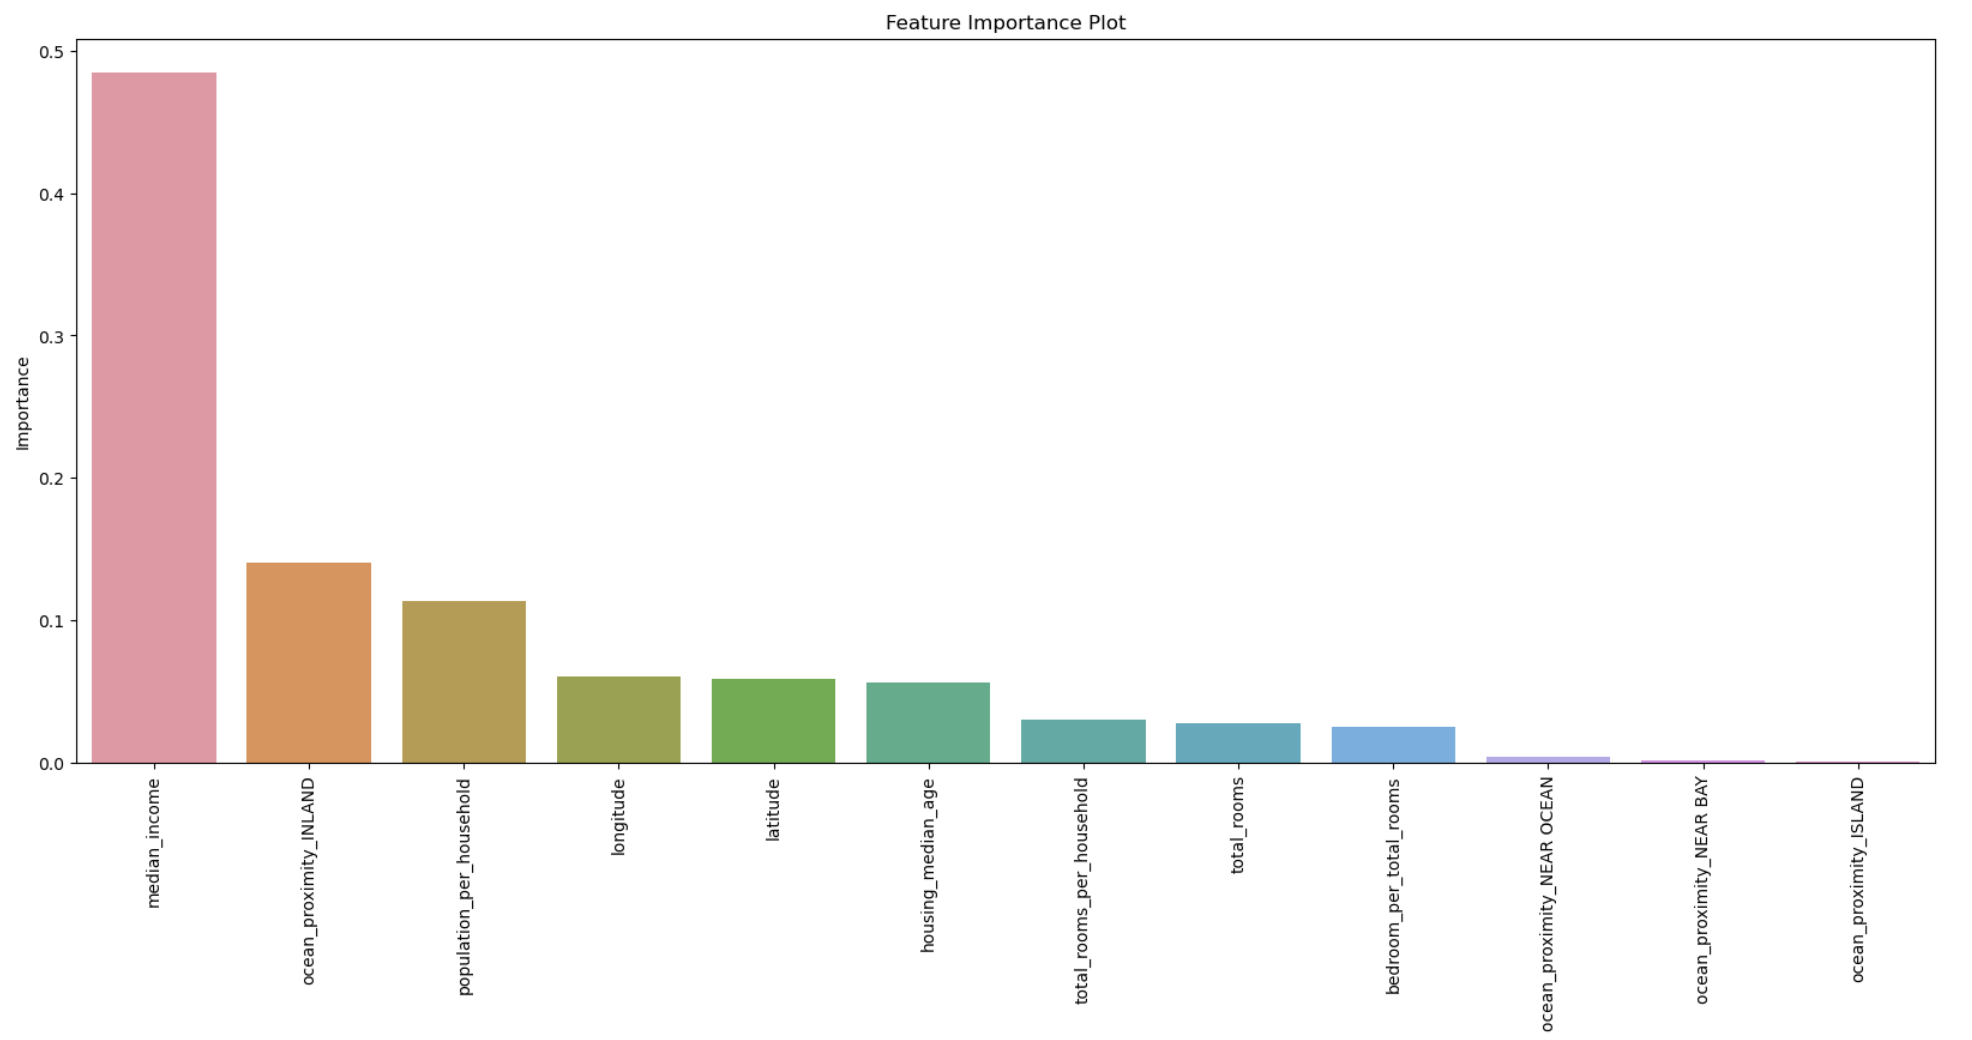 Feature Importance Plot
0.5
0.4
0.3
0.2
0.1
0.0
Importance
median_income
ocean_proximity_INLAND
population_per_household
longitude
latitude
housing_median_age
total_rooms_per_household
total_rooms
bedroom_per_total_rooms
ocean_proximity_NEAR OCEAN
ocean_proximity_NEAR BAY
ocean_proximity_ISLAND